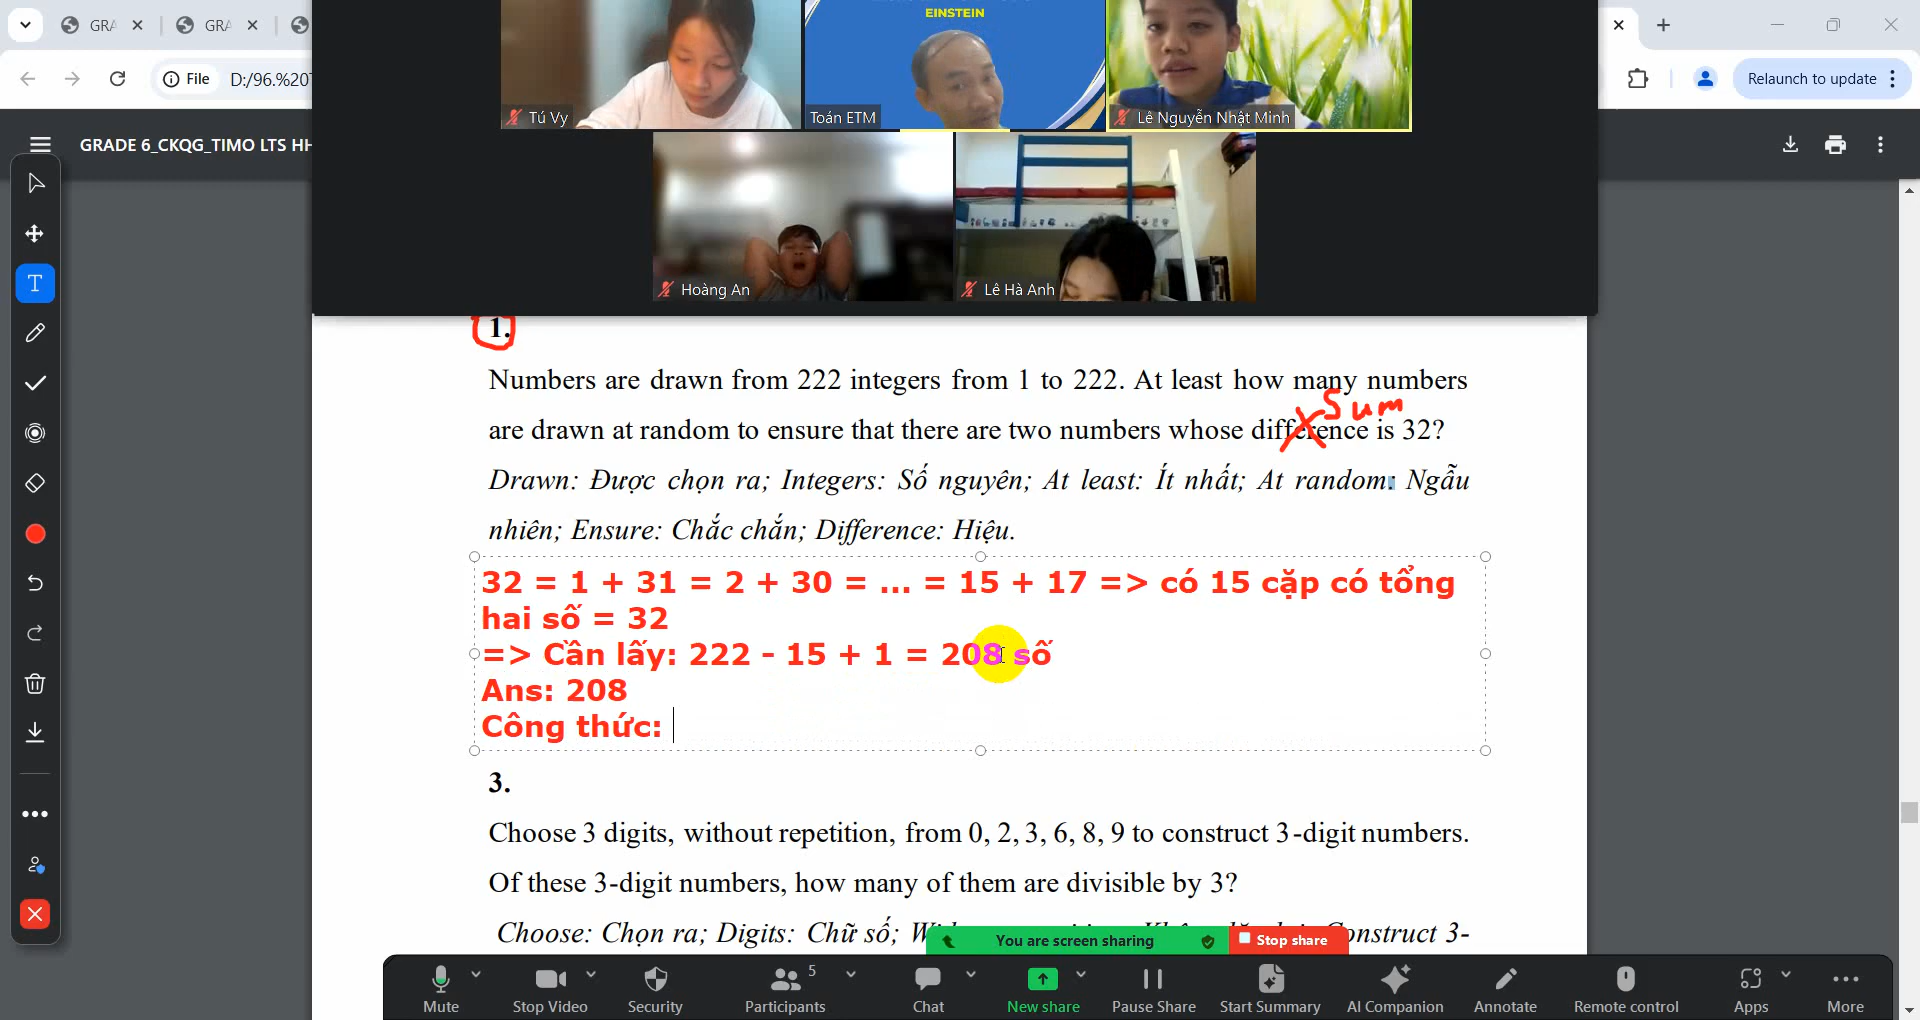 GRA
GRA
File
D:/96.%20
Relaunch to update
GRADE 6_CKQG_TIMO LTS HH
EINSTEIN
Tú Vy
Toán ETM
Lê Nguyễn Nhật Minh
Hoàng An
Lê Hà Anh
1.
Numbers are drawn from 222 integers from 1 to 222. At least how many numbers
Sum
are drawn at random to ensure that there are two numbers whose difference is 32?
Drawn: Được chọn ra; Integers: Số nguyên; At least: Ít nhất; At random: Ngẫu
nhiên; Ensure: Chắc chắn; Difference: Hiệu.
32 = 1 + 31 = 2 + 30 = ... = 15 + 17 => có 15 cặp có tổng
hai số = 32
=> Cần lấy: 222 - 15 + 1 = 208 số
Ans: 208
Công thức:
3.
Choose 3 digits, without repetition, from 0, 2, 3, 6, 8, 9 to construct 3-digit numbers.
Of these 3-digit numbers, how many of them are divisible by 3?
Choose: Chọn ra; Digits: Chữ số; Construct 3-
You are screen sharing
Stop share
Mute
Stop Video
Security
Participants
5
Chat
New share
Pause Share
Start Summary
AI Companion
Annotate
Remote control
Apps
More